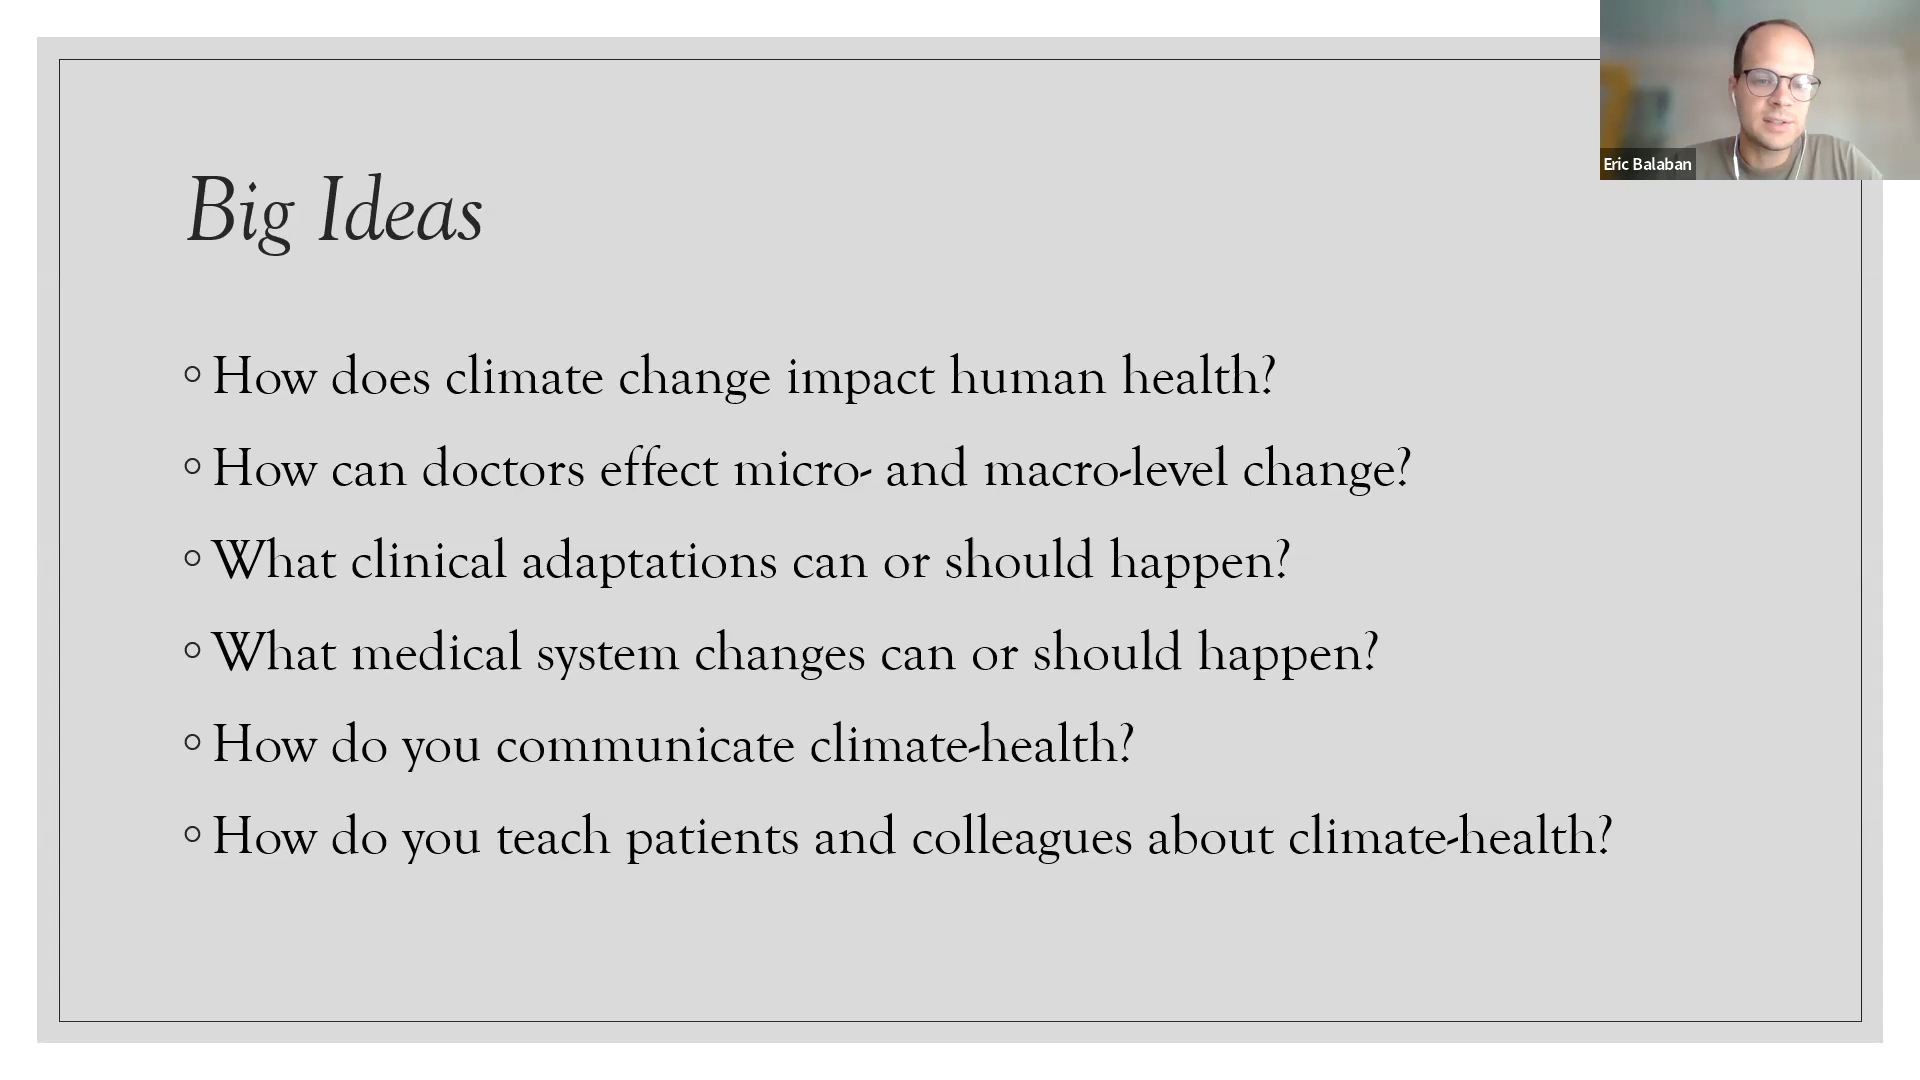 Big Ideas
How does climate change impact human health?
How can doctors effect micro- and macro-level change?
What clinical adaptations can or should happen?
What medical system changes can or should happen?
How do you communicate climate-health?
How do you teach patients and colleagues about climate-health?
Eric Balaban